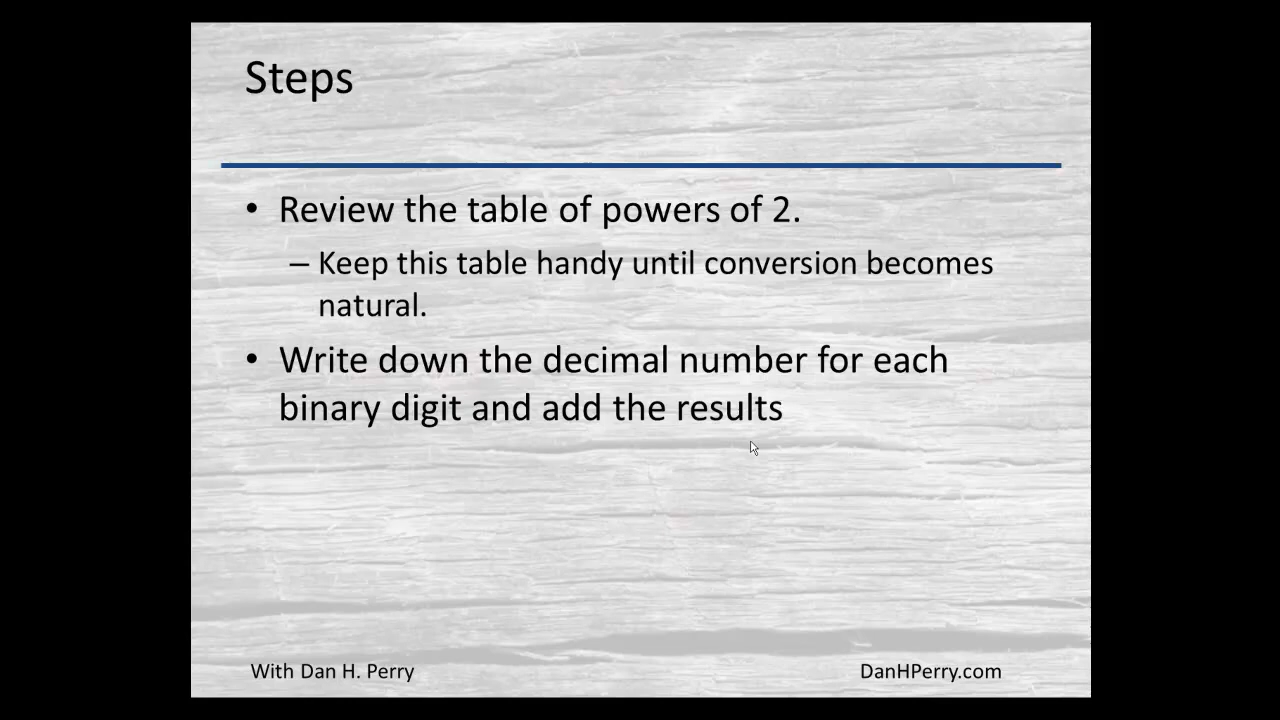 Steps
• Review the table of powers of 2.
– Keep this table handy until conversion becomes
natural.
• Write down the decimal number for each
binary digit and add the results
With Dan H. Perry
DanHPerry.com